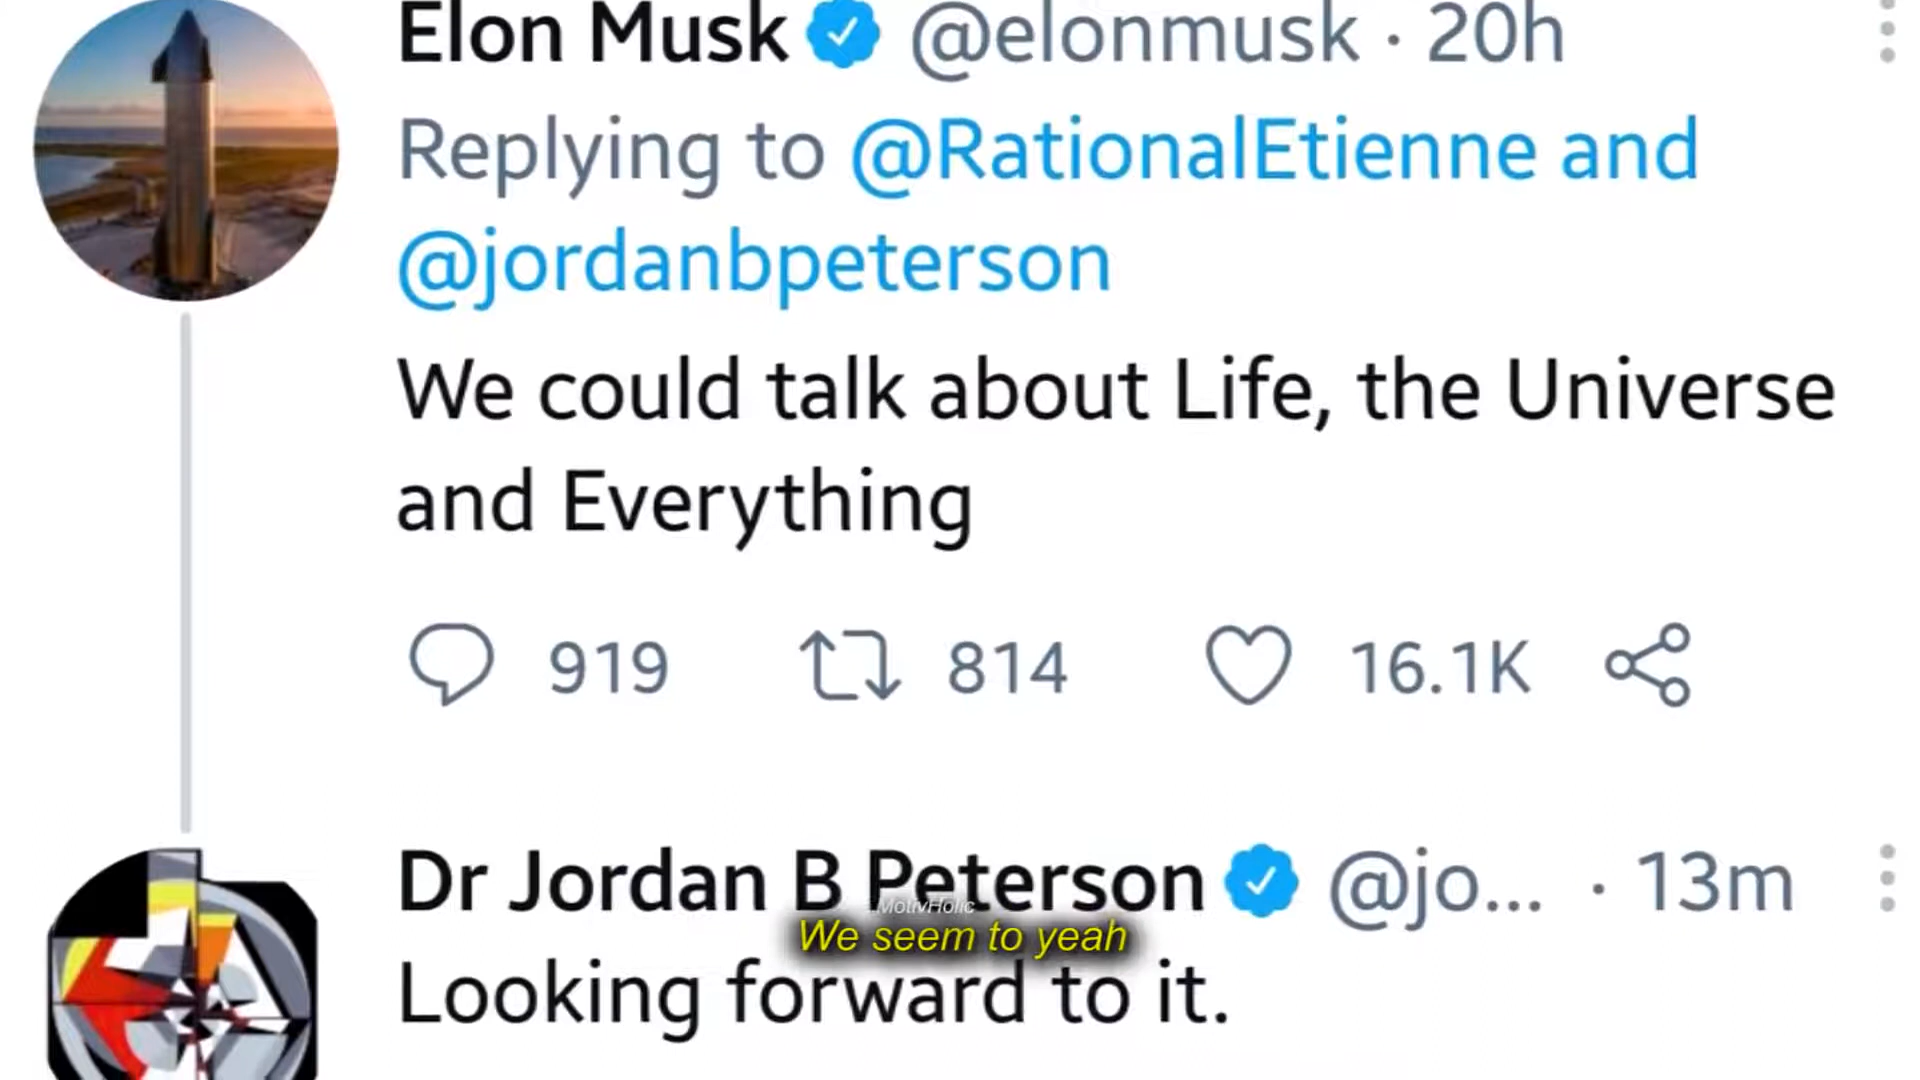 Elon Musk @elonmusk · 20h
Replying to @RationalEtienne and
@jordanbpeterson
We could talk about Life, the Universe
and Everything
919 814 16.1K
Dr Jordan B Peterson @jo... · 13m
MotivHolic
We seem to yeah
Looking forward to it.